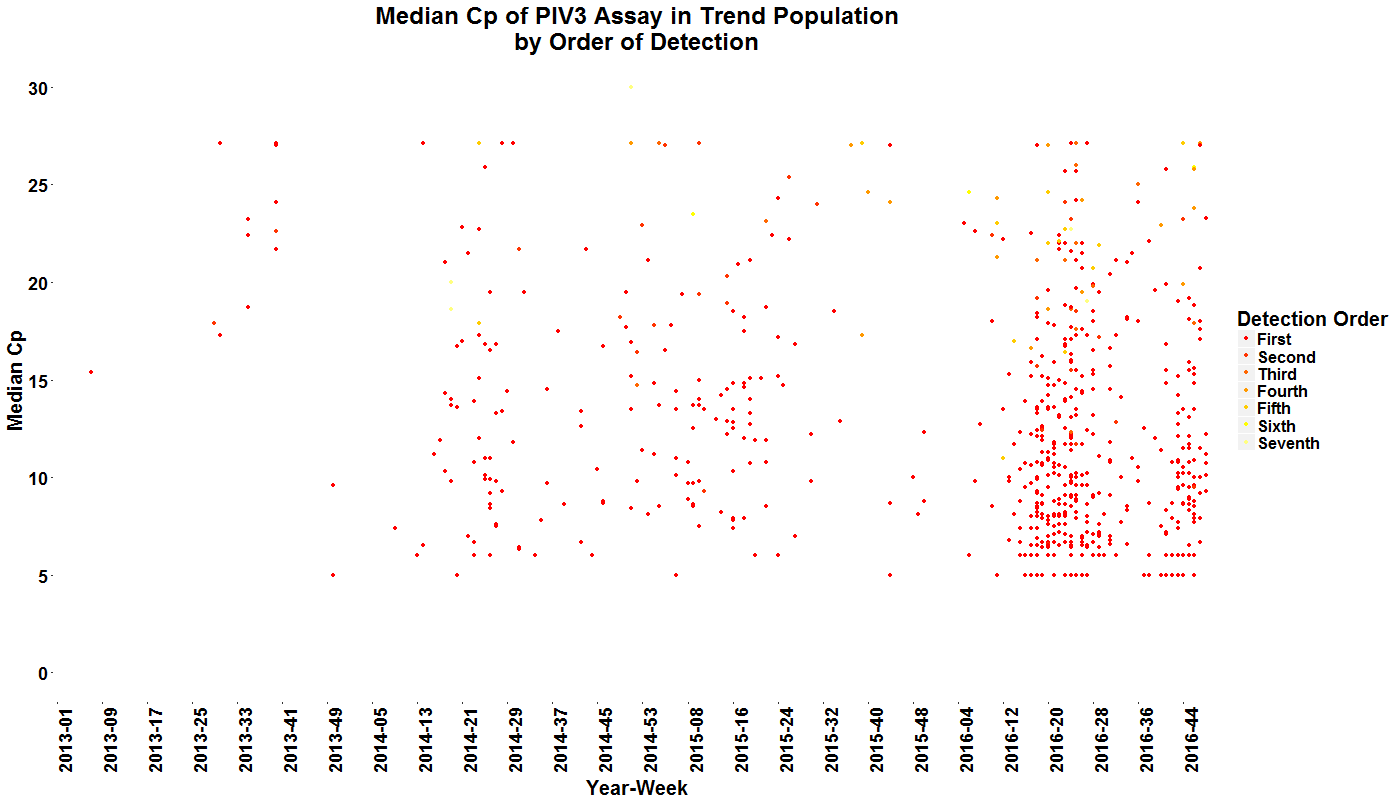 Median Cp of PIV3 Assay in Trend Population
by Order of Detection
Median Cp
30
25
20
15
10
5
0
2013-01
2013-09
2013-17
2013-25
2013-33
2013-41
2013-49
2014-05
2014-13
2014-21
2014-29
2014-37
2014-45
2014-53
2015-08
2015-16
2015-24
2015-32
2015-40
2015-48
2016-04
2016-12
2016-20
2016-28
2016-36
2016-44
Year-Week
Detection Order
First
Second
Third
Fourth
Fifth
Sixth
Seventh